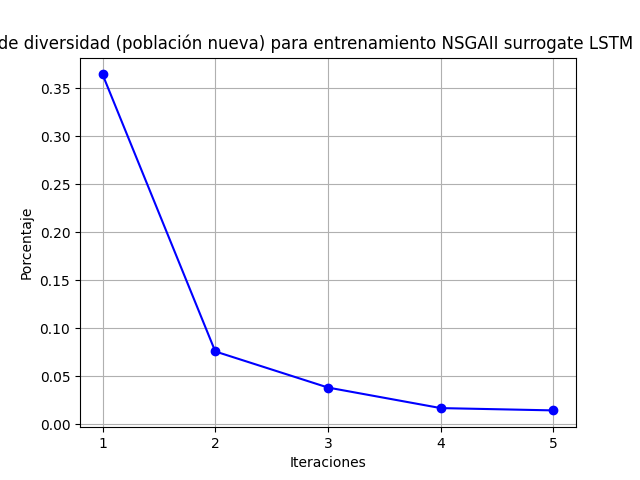 de diversidad (población nueva) para entrenamiento NSGAII surrogate LSTM
0.35
0.30
0.25
0.20
0.15
0.10
0.05
0.00
Porcentaje
1 2 3 4 5
Iteraciones